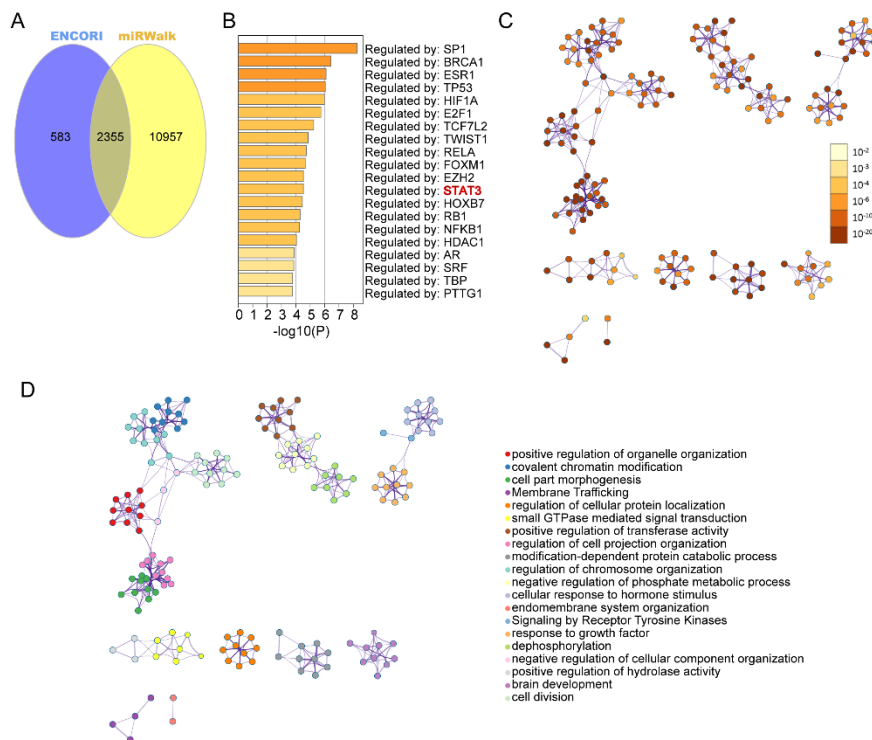 A
ENCORI
miRWalk
583
2355
10957
B
Regulated by: SP1
Regulated by: BRCA1
Regulated by: ESR1
Regulated by: TP53
Regulated by: HIF1A
Regulated by: E2F1
Regulated by: TCF7L2
Regulated by: TWIST1
Regulated by: RELA
Regulated by: FOXM1
Regulated by: EZH2
Regulated by: STAT3
Regulated by: HOXB7
Regulated by: RB1
Regulated by: NFKB1
Regulated by: HDAC1
Regulated by: AR
Regulated by: SRF
Regulated by: TBP
Regulated by: PTTG1
0 1 2 3 4 5 6 7 8
-log10(P)
C
10-2
10-3
10-4
10-6
10-10
10-20
D
positive regulation of organelle organization
covalent chromatin modification
cell part morphogenesis
Membrane Trafficking
regulation of cellular protein localization
small GTPase mediated signal transduction
positive regulation of transferase activity
regulation of cell projection organization
modification-dependent protein catabolic process
regulation of chromosome organization
negative regulation of phosphate metabolic process
cellular response to hormone stimulus
endomembrane system organization
Signaling by Receptor Tyrosine Kinases
response to growth factor
dephosphorylation
negative regulation of cellular component organization
positive regulation of hydrolase activity
brain development
cell division